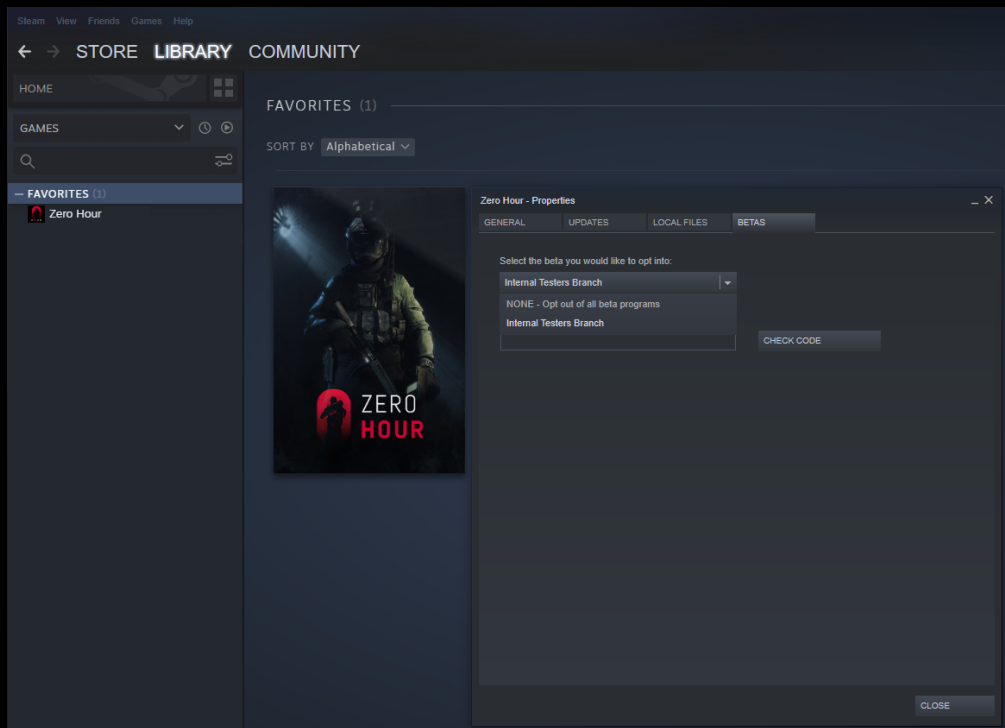 Steam View Friends Games Help
STORE LIBRARY COMMUNITY
HOME
GAMES
— FAVORITES (1)
Zero Hour
FAVORITES (1)
SORT BY Alphabetical
ZERO
HOUR
Zero Hour - Properties
GENERAL UPDATES LOCAL FILES BETAS
Select the beta you would like to opt into:
Internal Testers Branch
NONE - Opt out of all beta programs
Internal Testers Branch
CHECK CODE
CLOSE